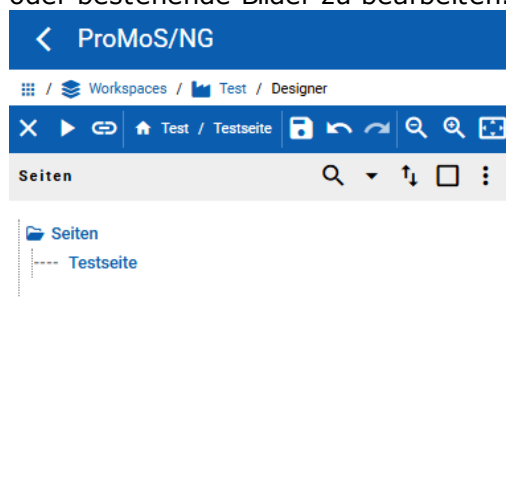 oder bestehende Bilder zu bearbeiten.
ProMoS/NG
/ Workspaces / Test / Designer
Test / Testseite
Seiten
Seiten
Testseite